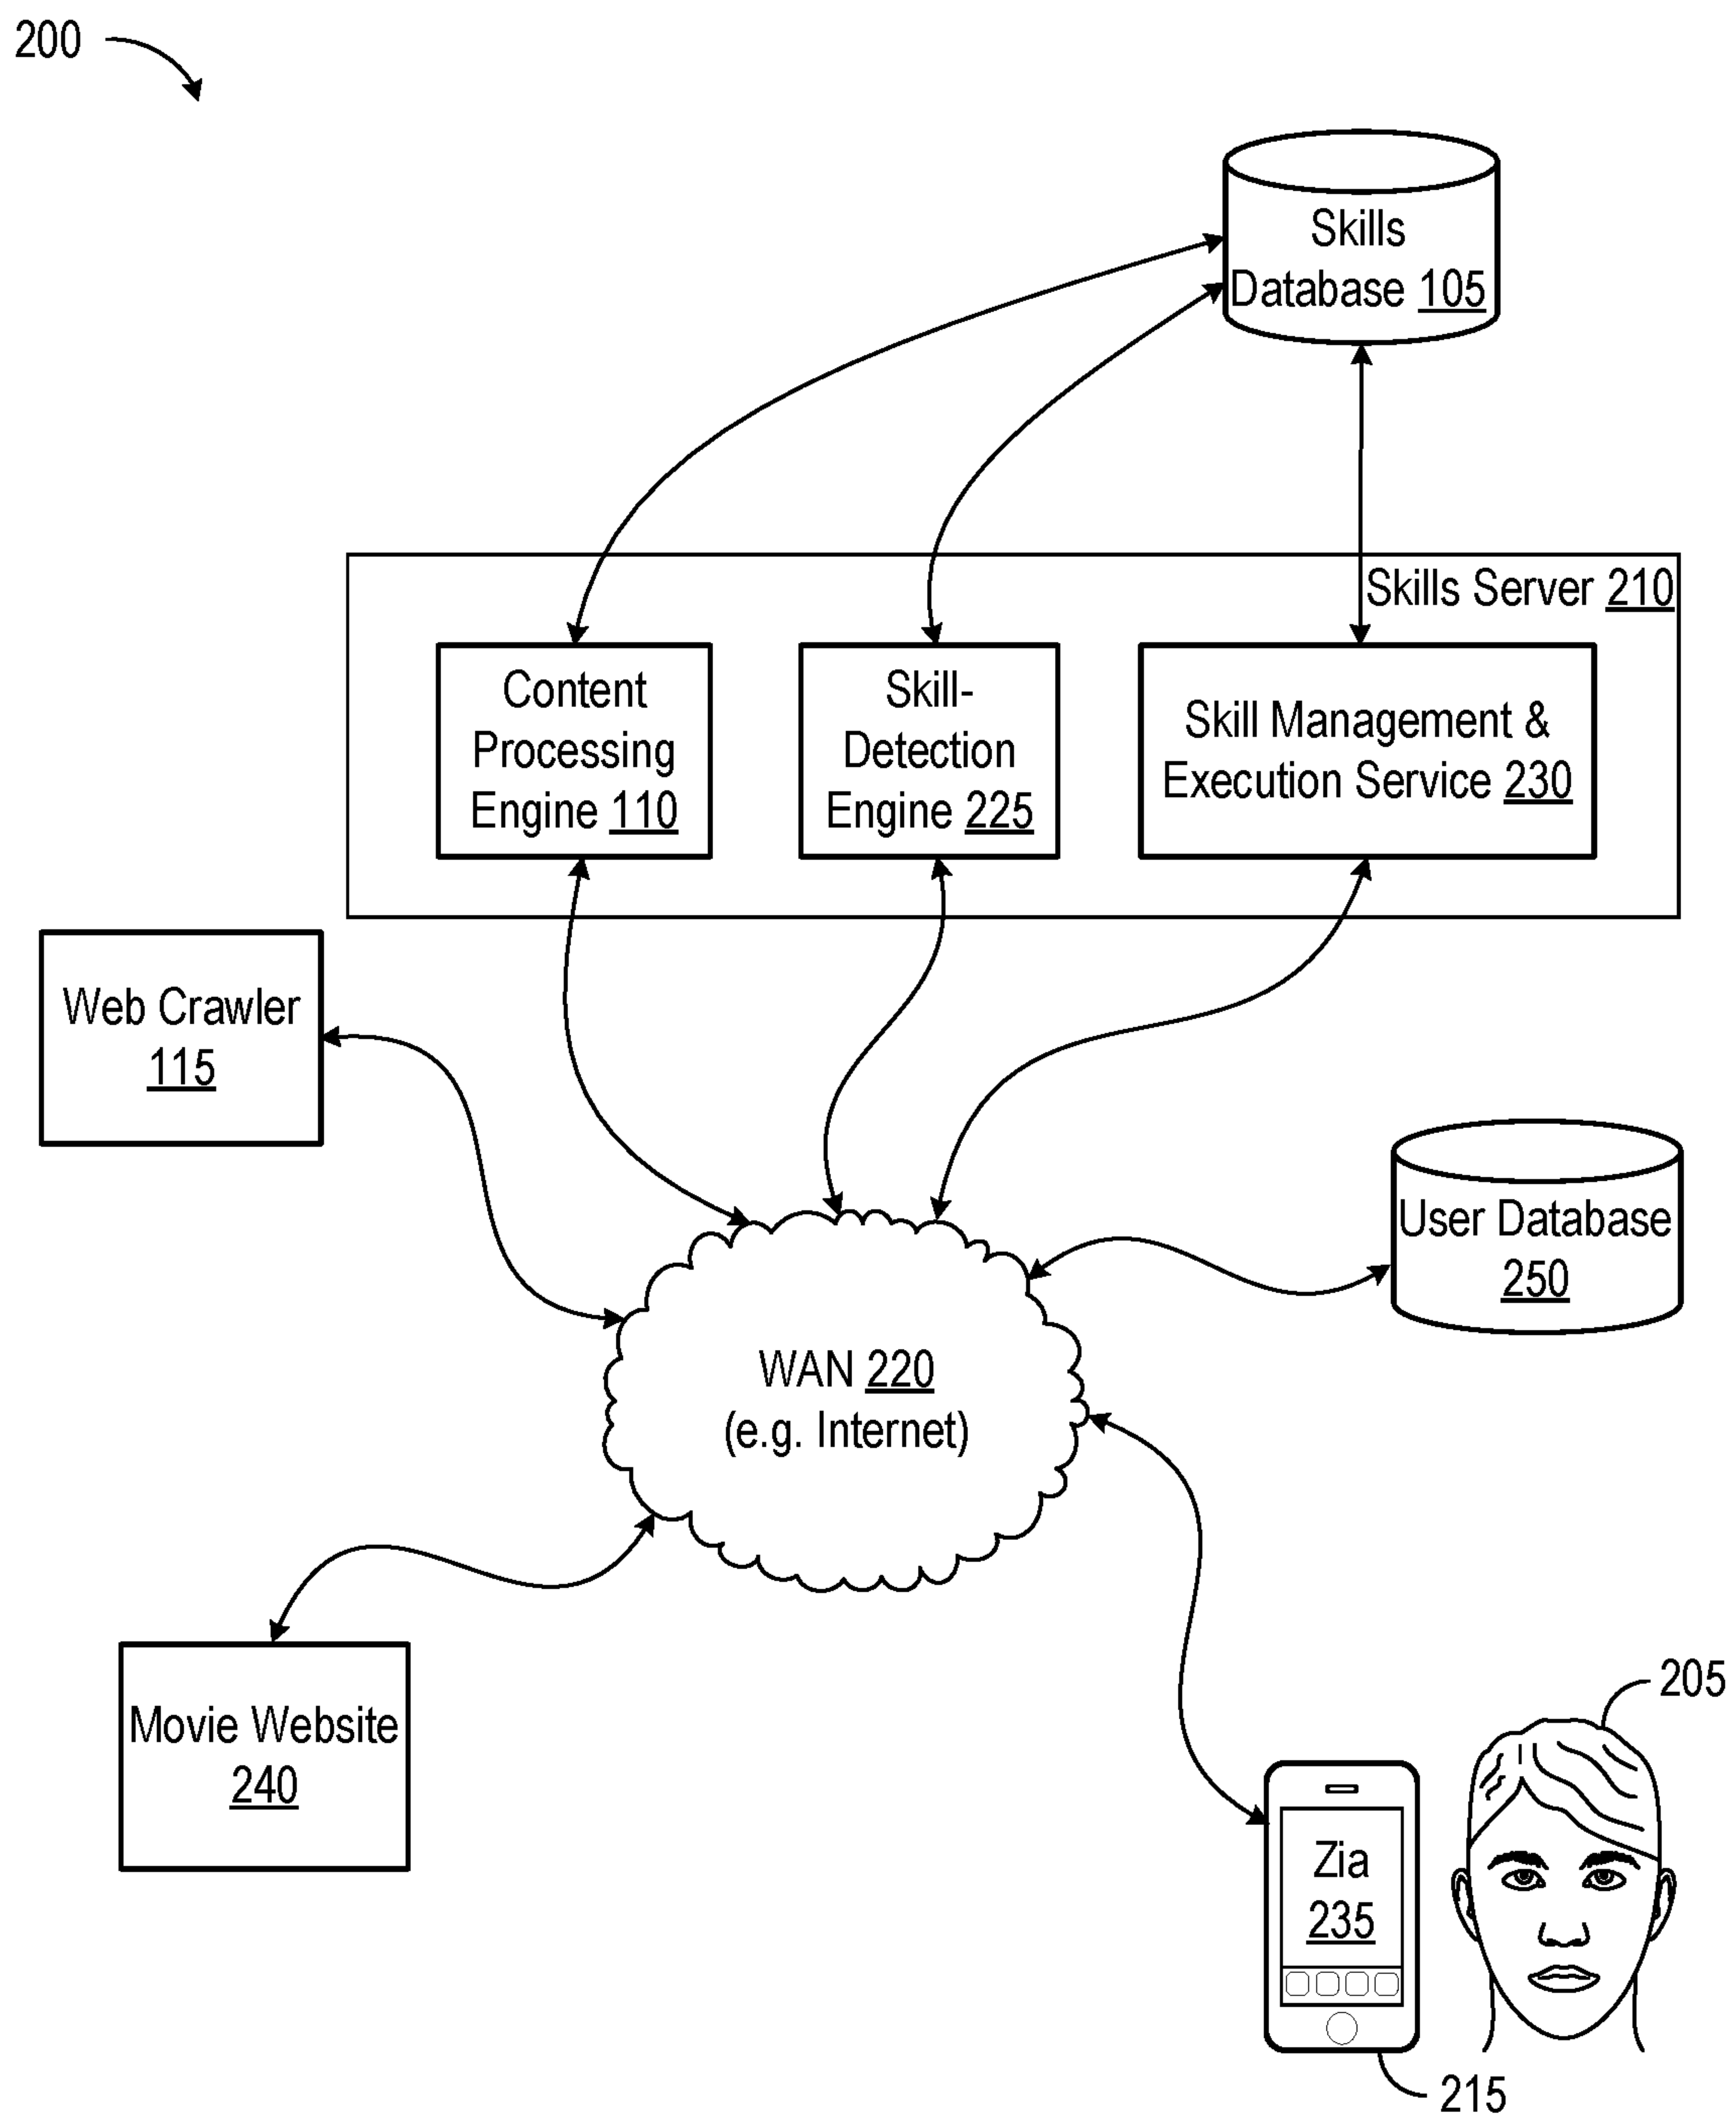 200
Skills
Database 105
Skills Server 210
Content
Processing
Engine 110
Skill-
Detection
Engine 225
Skill Management &
Execution Service 230
Web Crawler
115
User Database
250
WAN 220
(e.g. Internet)
Movie Website
240
205
Zia
235
215